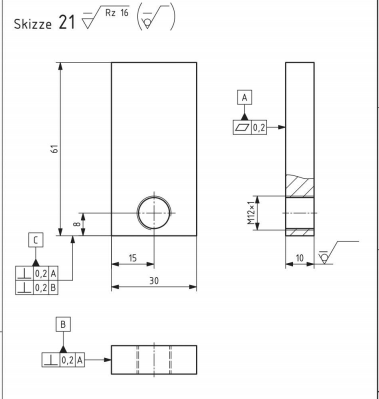 Skizze 21 Rz 16
A
⏥ 0,2
61
8
M12×1
C
⟂ 0,2 A
⟂ 0,2 B
15
10
30
B
⟂ 0,2 A